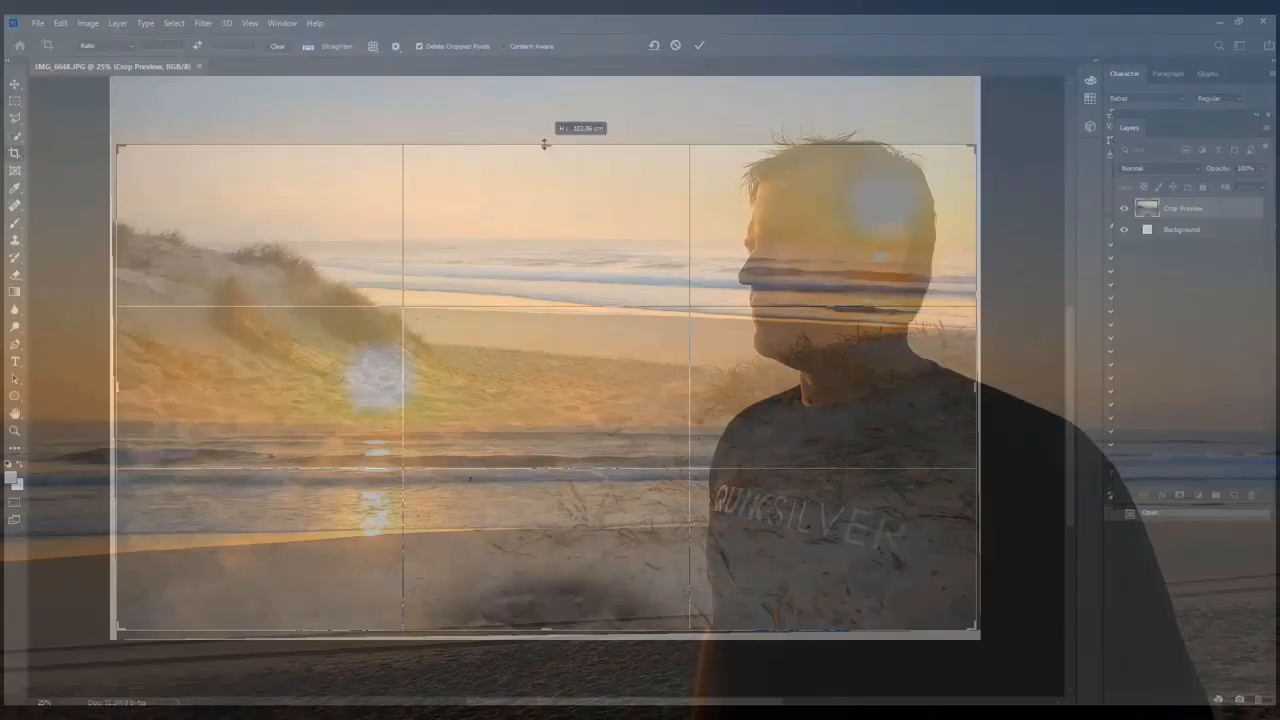 File Edit Image Layer Type Select Filter 3D View Window Help
Ratio Clear Straighten Delete Cropped Pixels Content-Aware
IMG_6648.JPG @ 25% (Crop Preview, RGB/8) ×
Character Paragraph Glyphs
Bebas Regular
Layers
H: 102.86 cm
Normal Opacity: 100%
Crop Preview
Background
QUIKSILVER
Open
25%